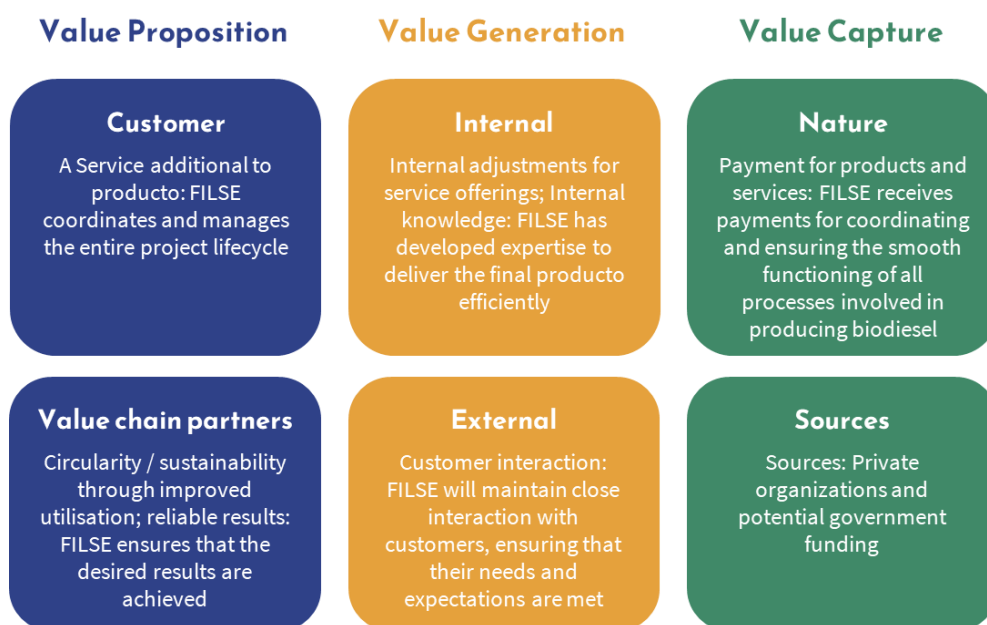 Value Proposition
Value Generation
Value Capture
Customer
A Service additional to
producto: FILSE
coordinates and manages
the entire project lifecycle
Internal
Internal adjustments for
service offerings; Internal
knowledge: FILSE has
developed expertise to
deliver the final producto
efficiently
Nature
Payment for products and
services: FILSE receives
payments for coordinating
and ensuring the smooth
functioning of all
processes involved in
producing biodiesel
Value chain partners
Circularity / sustainability
through improved
utilisation; reliable results:
FILSE ensures that the
desired results are
achieved
External
Customer interaction:
FILSE will maintain close
interaction with
customers, ensuring that
their needs and
expectations are met
Sources
Sources: Private
organizations and
potential government
funding